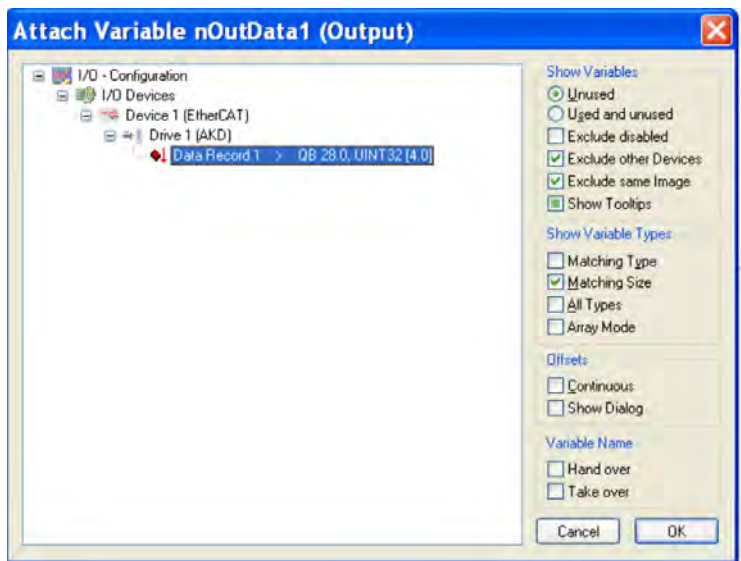 Attach Variable nOutData1 (Output)
I/O - Configuration
I/O Devices
Device 1 (EtherCAT)
Drive 1 (AKD)
Data Record 1 > QB 28.0, UINT32 [4.0]
Show Variables
Unused
Used and unused
Exclude disabled
Exclude other Devices
Exclude same Image
Show Tooltips
Show Variable Types
Matching Type
Matching Size
All Types
Array Mode
Offsets
Continuous
Show Dialog
Variable Name
Hand over
Take over
Cancel
OK